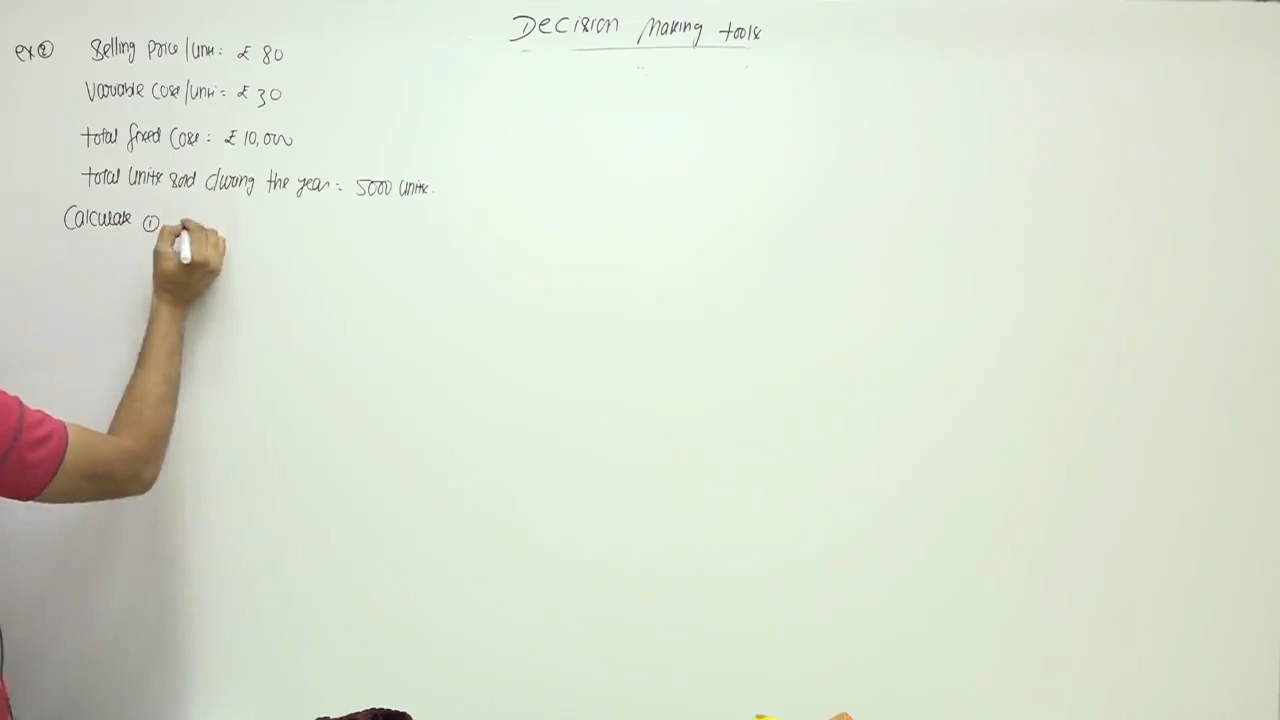 Decision Making tools
ex② Selling price/unit: £ 80
Variable cost/unit = £ 30
total fixed Cost: £ 10,000
total units sold during the year = 5000 units.
Calculate ①